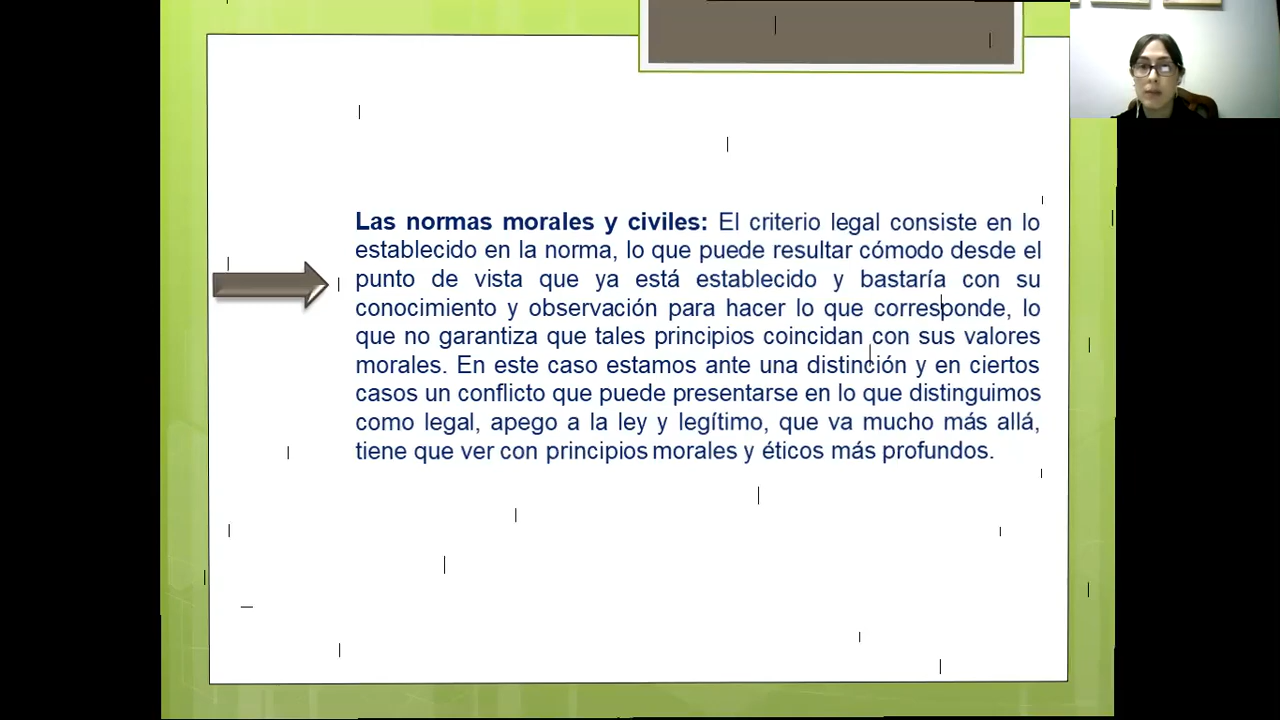 Las normas morales y civiles: El criterio legal consiste en lo
establecido en la norma, lo que puede resultar cómodo desde el
punto de vista que ya está establecido y bastaría con su
conocimiento y observación para hacer lo que corresponde, lo
que no garantiza que tales principios coincidan con sus valores
morales. En este caso estamos ante una distinción y en ciertos
casos un conflicto que puede presentarse en lo que distinguimos
como legal, apego a la ley y legítimo, que va mucho más allá,
tiene que ver con principios morales y éticos más profundos.